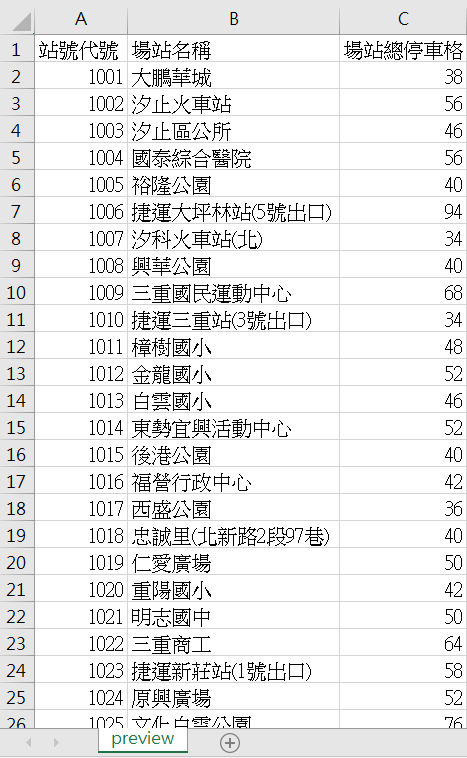 A B C
1 站號代號 場站名稱 場站總停車格
2 1001 大鵬華城 38
3 1002 汐止火車站 56
4 1003 汐止區公所 46
5 1004 國泰綜合醫院 56
6 1005 裕隆公園 40
7 1006 捷運大坪林站(5號出口) 94
8 1007 汐科火車站(北) 34
9 1008 興華公園 40
10 1009 三重國民運動中心 68
11 1010 捷運三重站(3號出口) 34
12 1011 樟樹國小 48
13 1012 金龍國小 52
14 1013 白雲國小 46
15 1014 東勢宜興活動中心 52
16 1015 後港公園 40
17 1016 福營行政中心 42
18 1017 西盛公園 36
19 1018 忠誠里(北新路2段97巷) 40
20 1019 仁愛廣場 50
21 1020 重陽國小 42
22 1021 明志國中 50
23 1022 三重商工 64
24 1023 捷運新莊站(1號出口) 58
25 1024 原興廣場 52
26 1025 文化白雲公園 76
preview